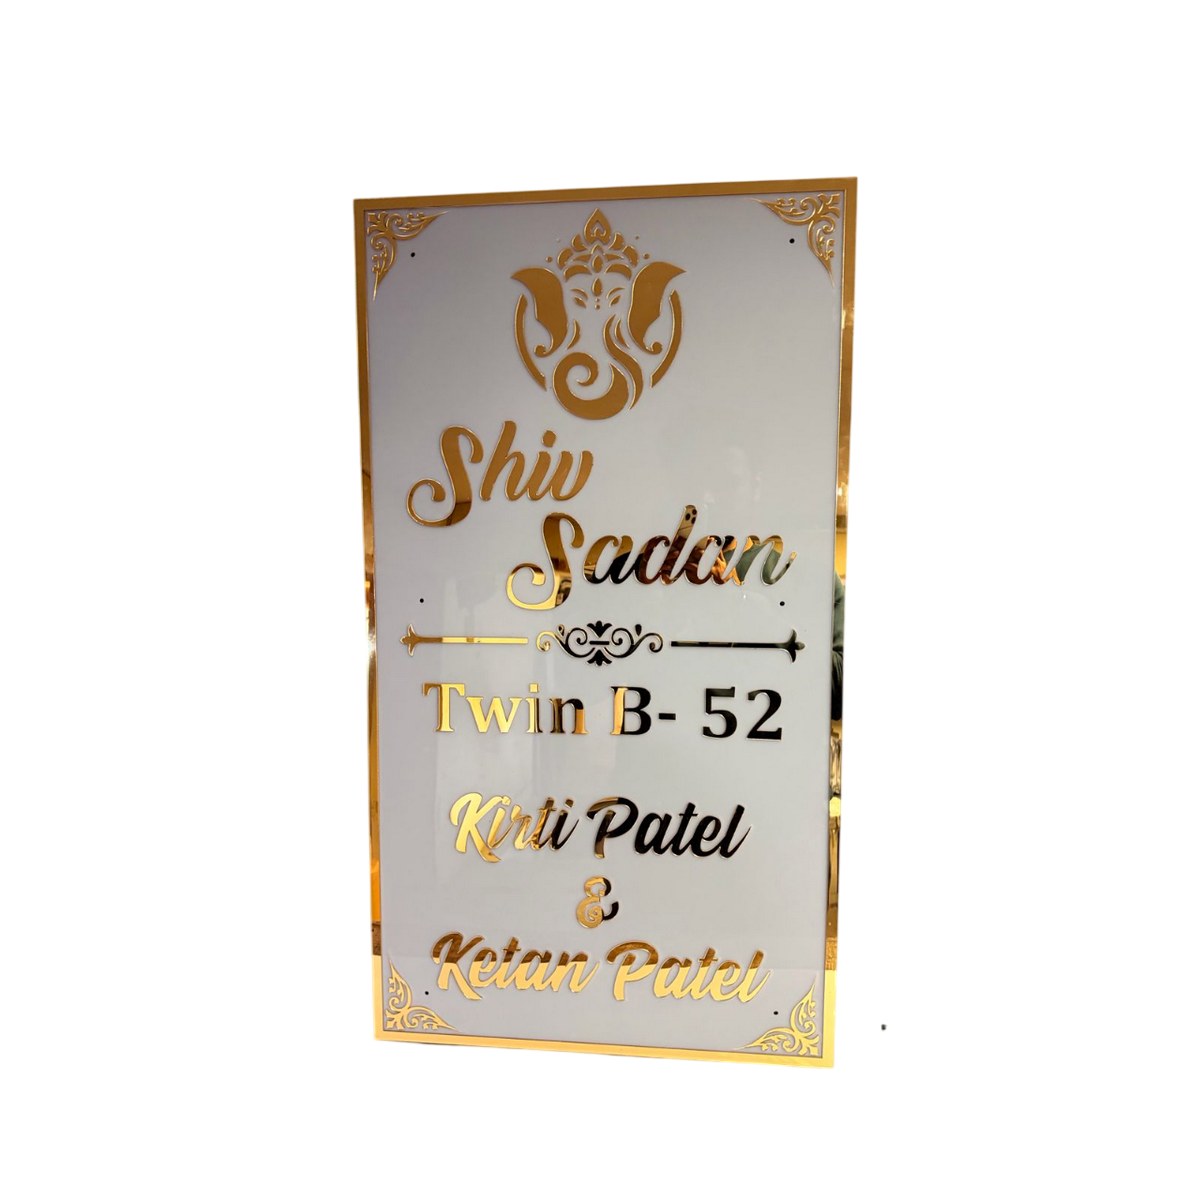 Shiv
Sadan
Twin B- 52
Kirti Patel
&
Ketan Patel